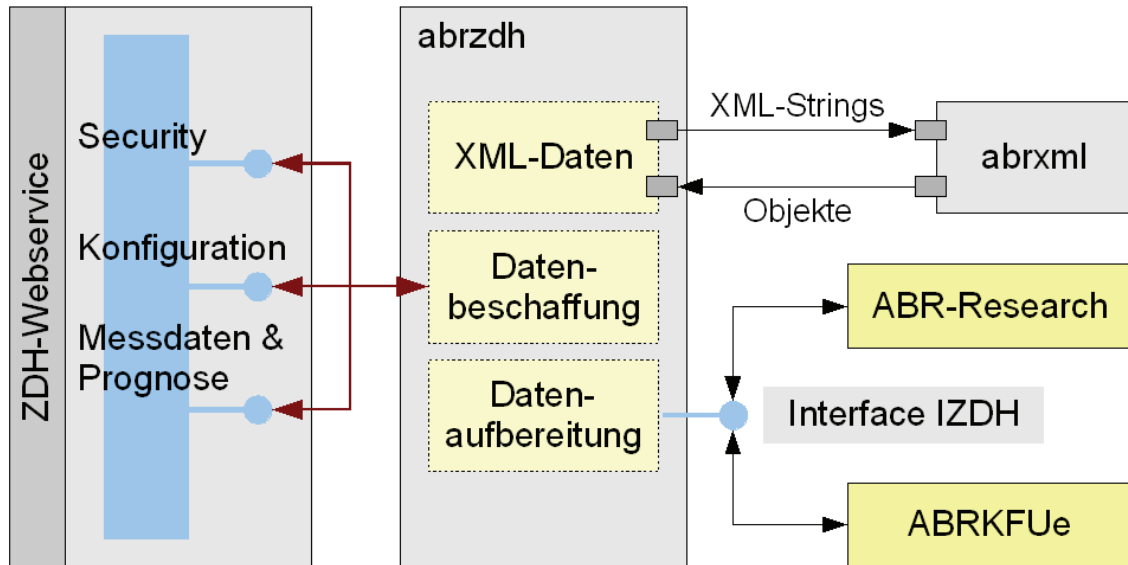 ZDH-Webservice
Security
Konfiguration
Messdaten &
Prognose
abrzdh
XML-Daten
Daten-
beschaffung
Daten-
aufbereitung
XML-Strings
Objekte
abrxml
ABR-Research
Interface IZDH
ABRKFUe